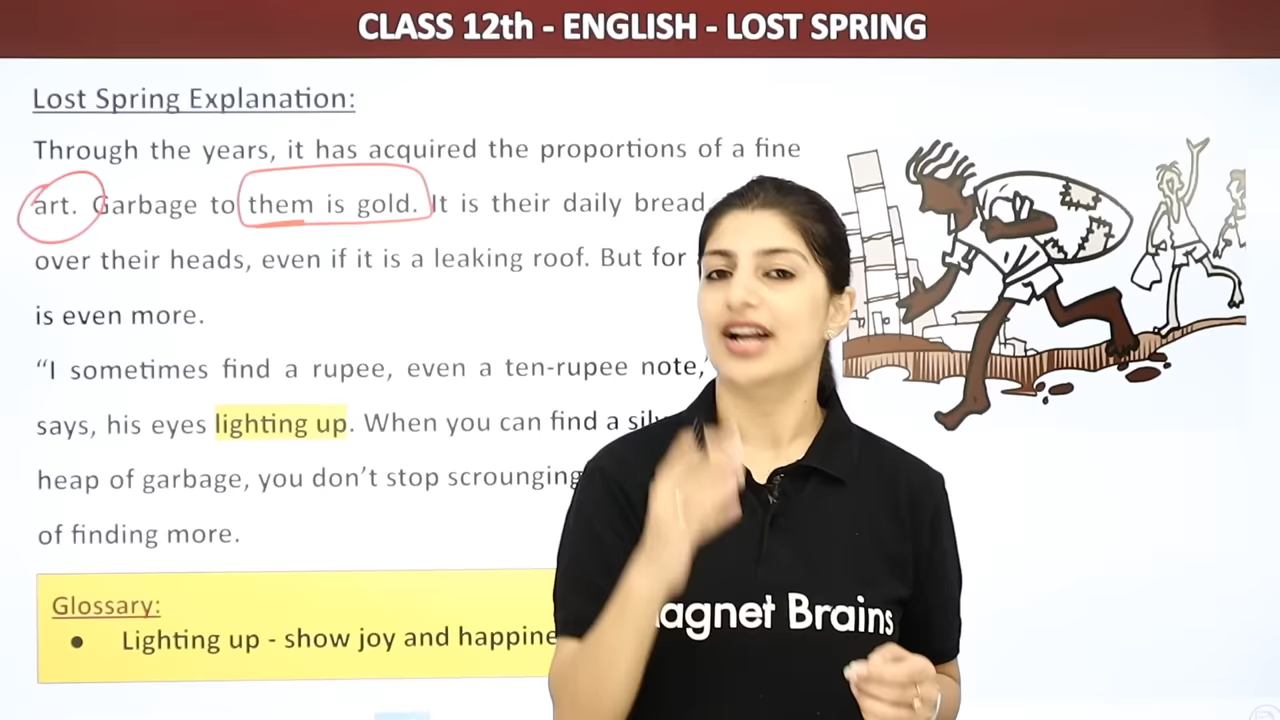 CLASS 12th - ENGLISH - LOST SPRING
Lost Spring Explanation:
Through the years, it has acquired the proportions of a fine
art. Garbage to them is gold. It is their daily bread
over their heads, even if it is a leaking roof. But for
is even more.
“I sometimes find a rupee, even a ten-rupee note,
says, his eyes lighting up. When you can find a
heap of garbage, you don’t stop scrounging
of finding more.
Glossary:
● Lighting up - show joy and
Brains